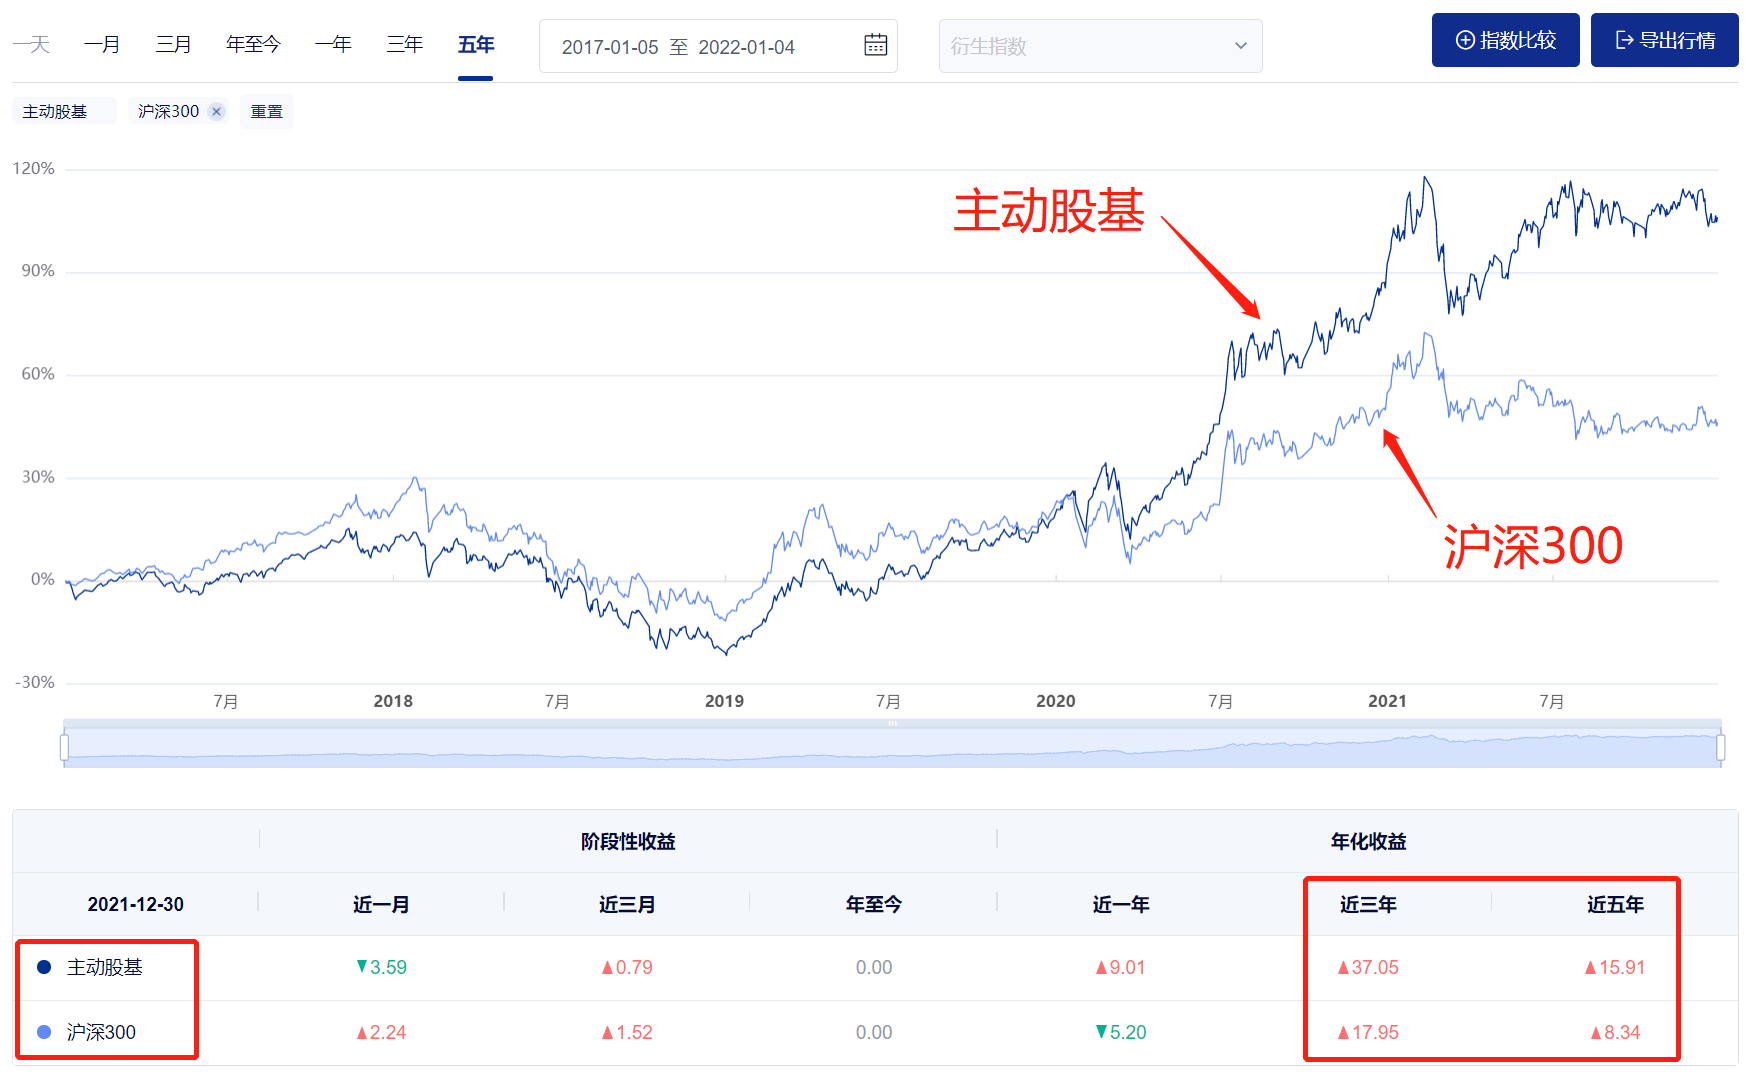 一天 一月 三月 年至今 一年 三年 五年 2017-01-05 至 2022-01-04 衍生指数 指数比较 导出行情
主动股基 沪深300 重置
120%
90%
60%
30%
0%
-30%
主动股基
沪深300
7月 2018 7月 2019 7月 2020 7月 2021 7月
阶段性收益 年化收益
2021-12-30 近一月 近三月 年至今 近一年 近三年 近五年
主动股基 ▼3.59 ▲0.79 0.00 ▲9.01 ▲37.05 ▲15.91
沪深300 ▲2.24 ▲1.52 0.00 ▼5.20 ▲17.95 ▲8.34